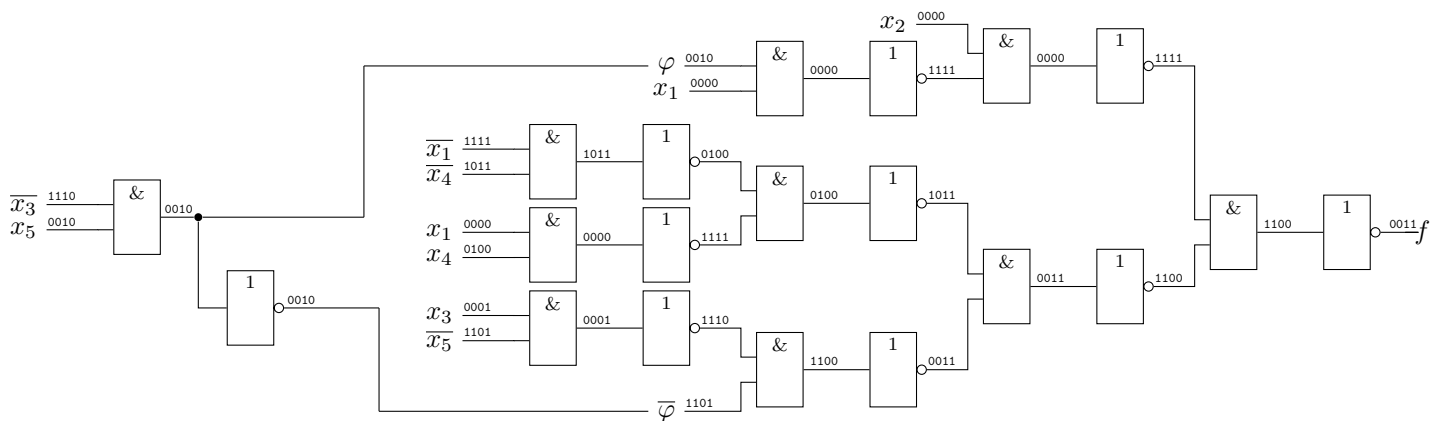 x₂ 0000
& 1 & 1
φ 0010 0000 1111 0000 1111
x₁ 0000
& 1
x̅₁ 1111 1011 0100
x̅₄ 1011
& 1
0100 1011
& & 1
x̅₃ 1110 0010 x₁ 0000 0000 1111 1100 0011 f
x₅ 0010 x₄ 0100
& 1
0011 1100
1 & 1
0010 x₃ 0001 0001 1110
x̅₅ 1101
& 1
1100 0011
φ̅ 1101